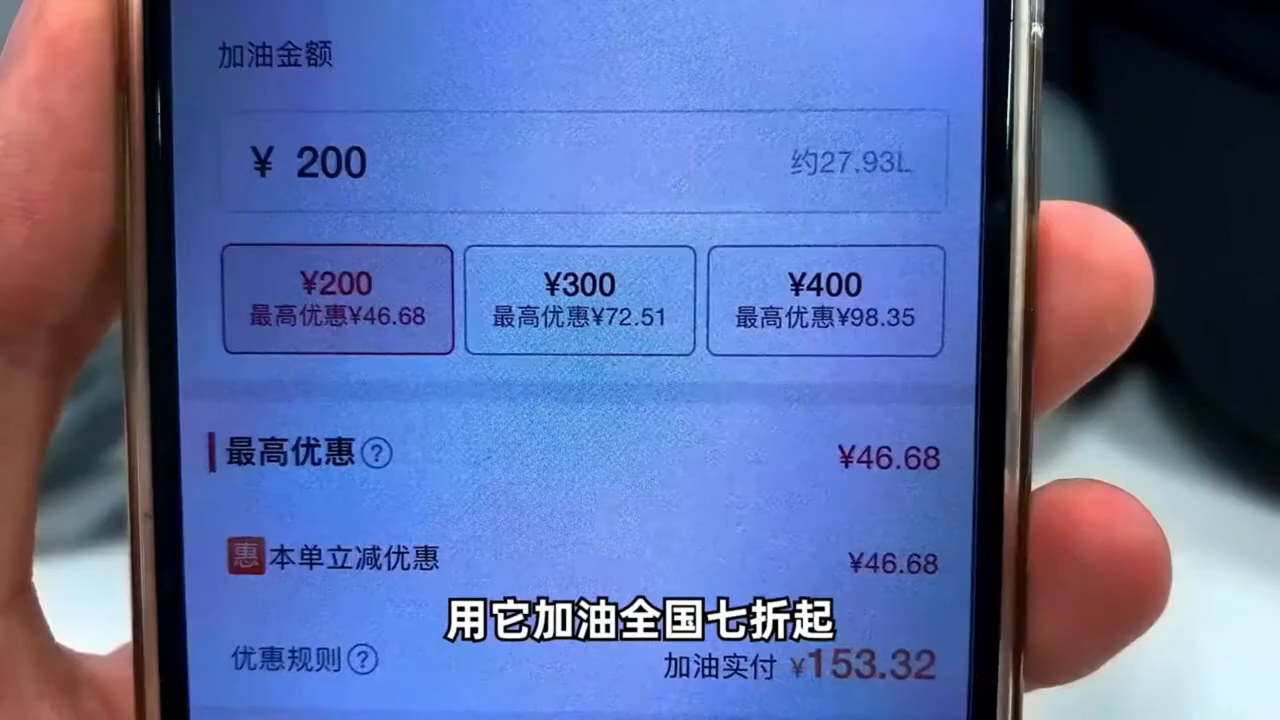 加油金额
¥ 200
约27.93L
¥200
最高优惠¥46.68
¥300
最高优惠¥72.51
¥400
最高优惠¥98.35
最高优惠?
¥46.68
惠 本单立减优惠
¥46.68
用它加油全国七折起
优惠规则?
加油实付 ¥153.32